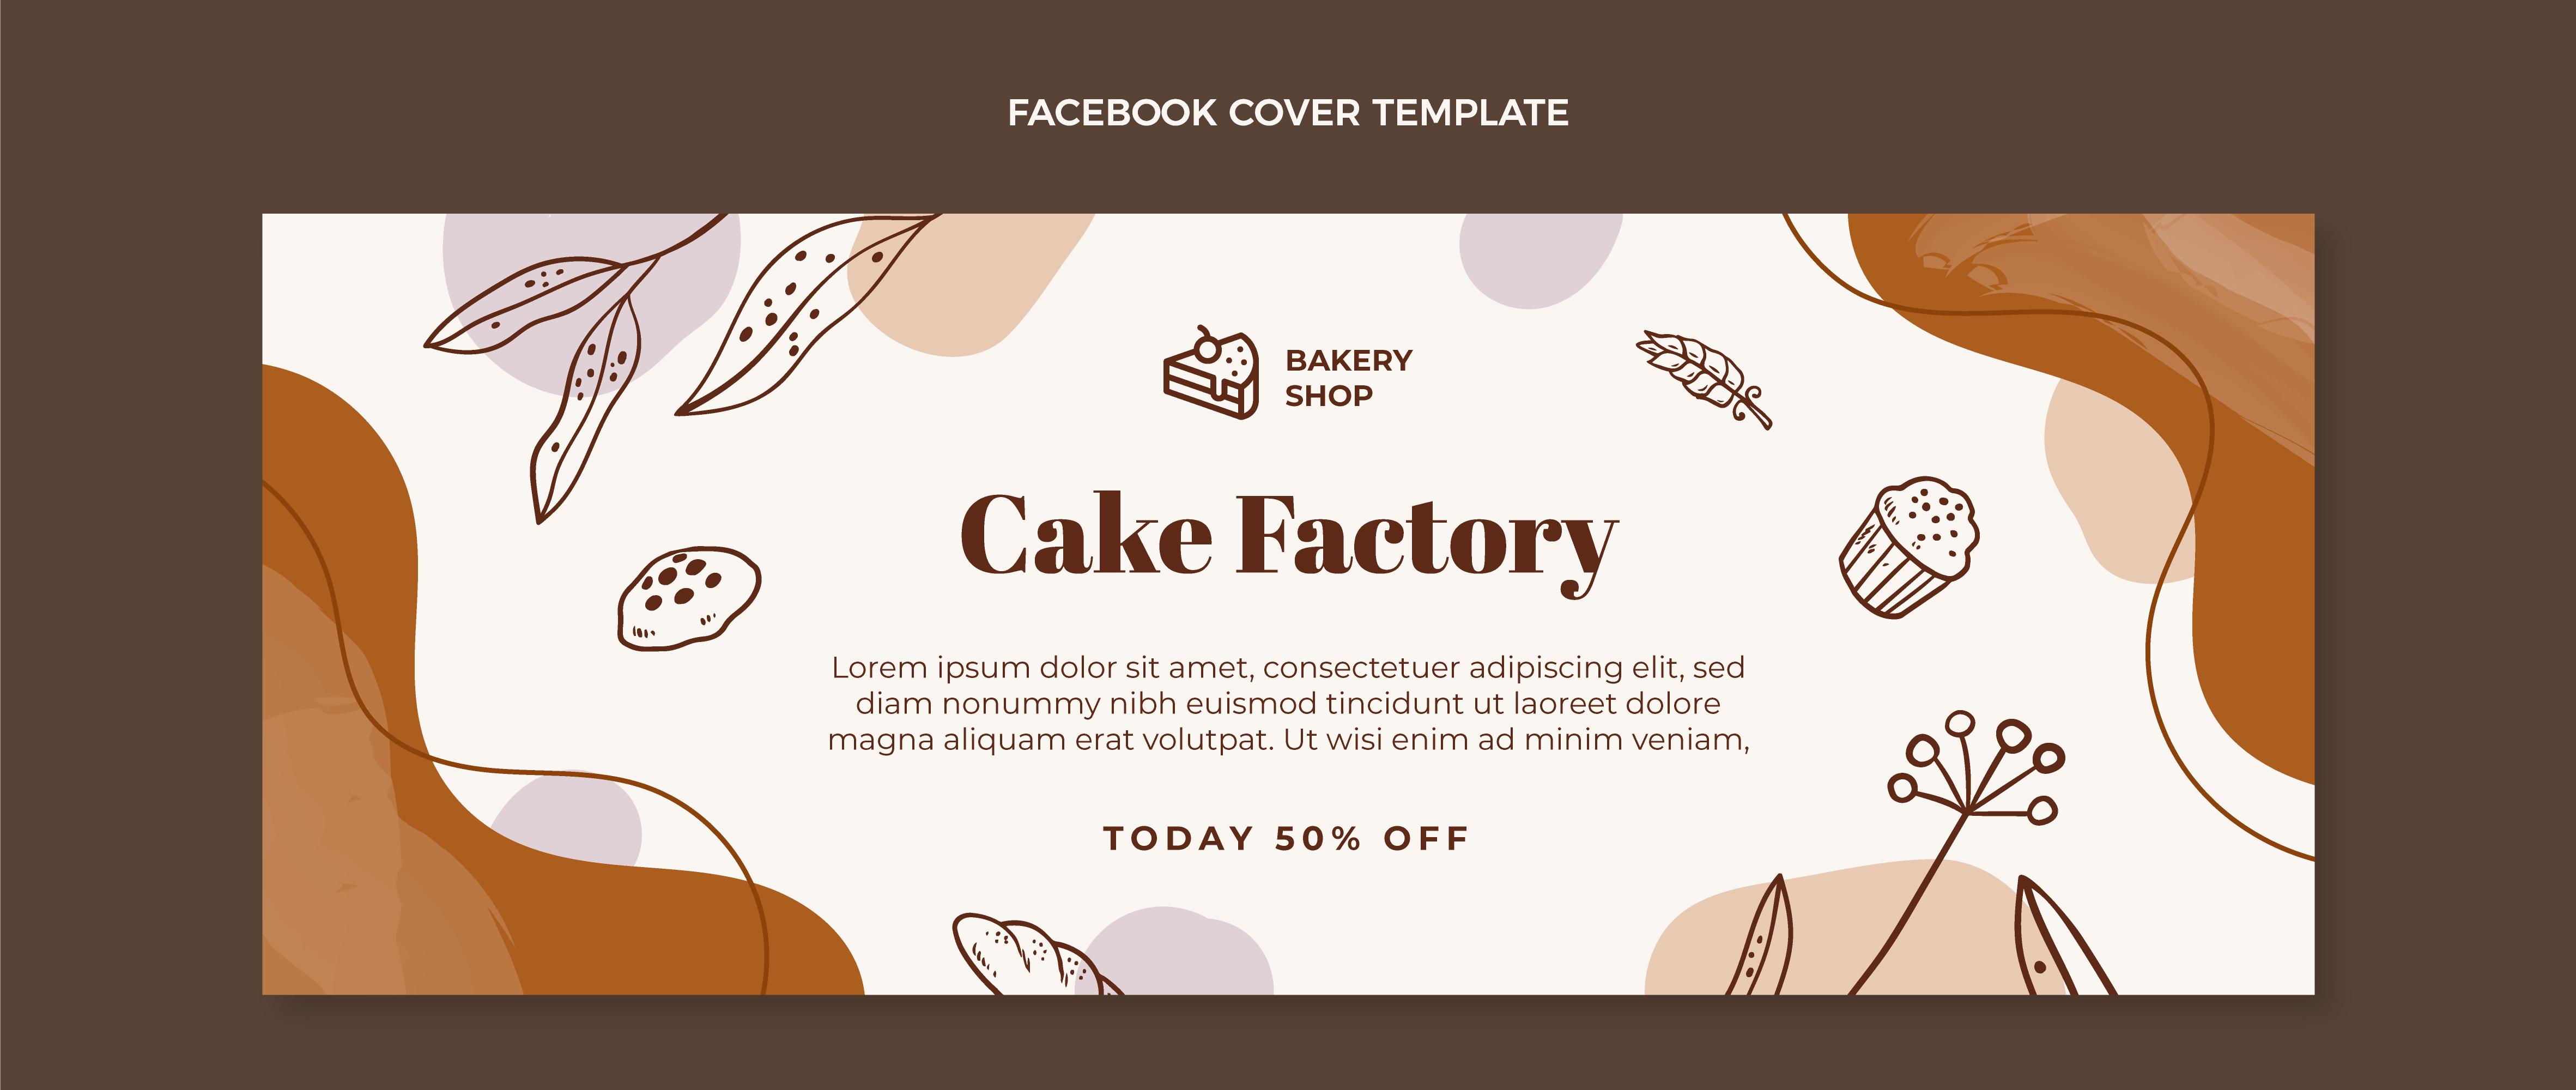 FACEBOOK COVER TEMPLATE
BAKERY
SHOP
Cake Factory
Lorem ipsum dolor sit amet, consectetuer adipiscing elit, sed
diam nonummy nibh euismod tincidunt ut laoreet dolore
magna aliquam erat volutpat. Ut wisi enim ad minim veniam,
TODAY 50% OFF